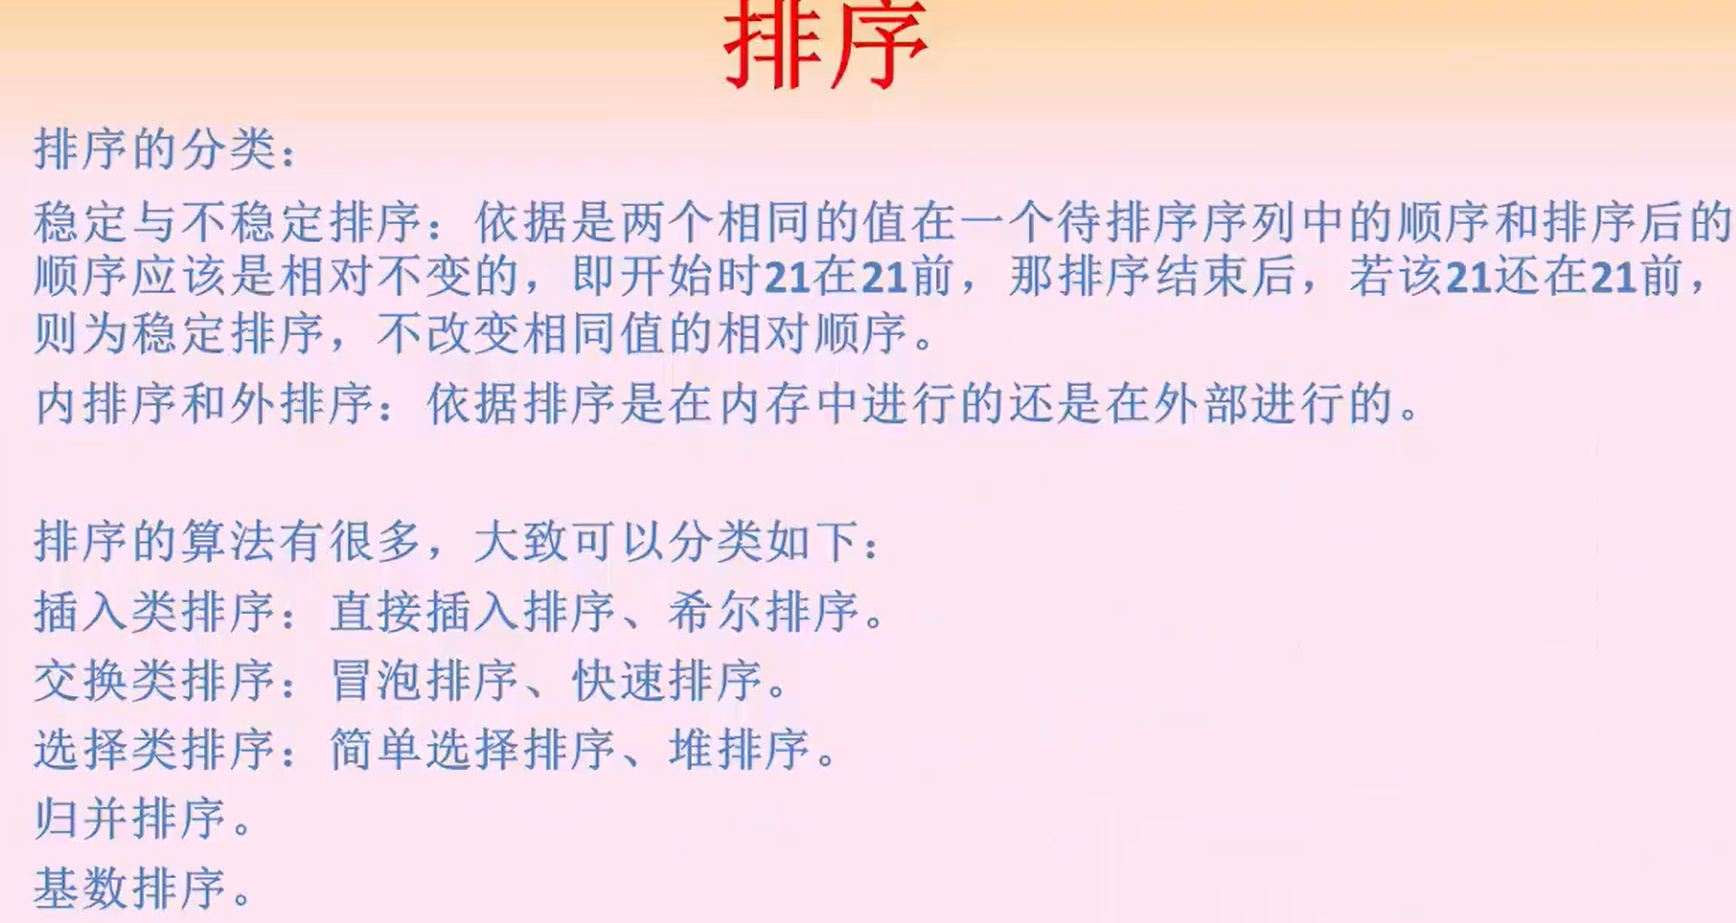 排序
排序的分类：
稳定与不稳定排序：依据是两个相同的值在一个待排序序列中的顺序和排序后的
顺序应该是相对不变的，即开始时21在21前，那排序结束后，若该21还在21前，
则为稳定排序，不改变相同值的相对顺序。
内排序和外排序：依据排序是在内存中进行的还是在外部进行的。
排序的算法有很多，大致可以分类如下：
插入类排序：直接插入排序、希尔排序。
交换类排序：冒泡排序、快速排序。
选择类排序：简单选择排序、堆排序。
归并排序。
基数排序。